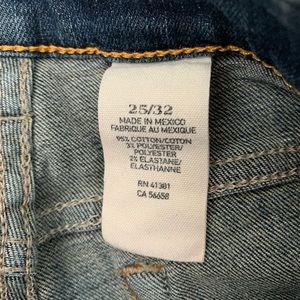 25/32
MADE IN MEXICO
FABRIQUE AU MEXIQUE
95% COTTON/COTON
3% POLYESTER/
POLYESTER
2% ELASTANE/
ELASTHANNE
RN 41381
CA 56658